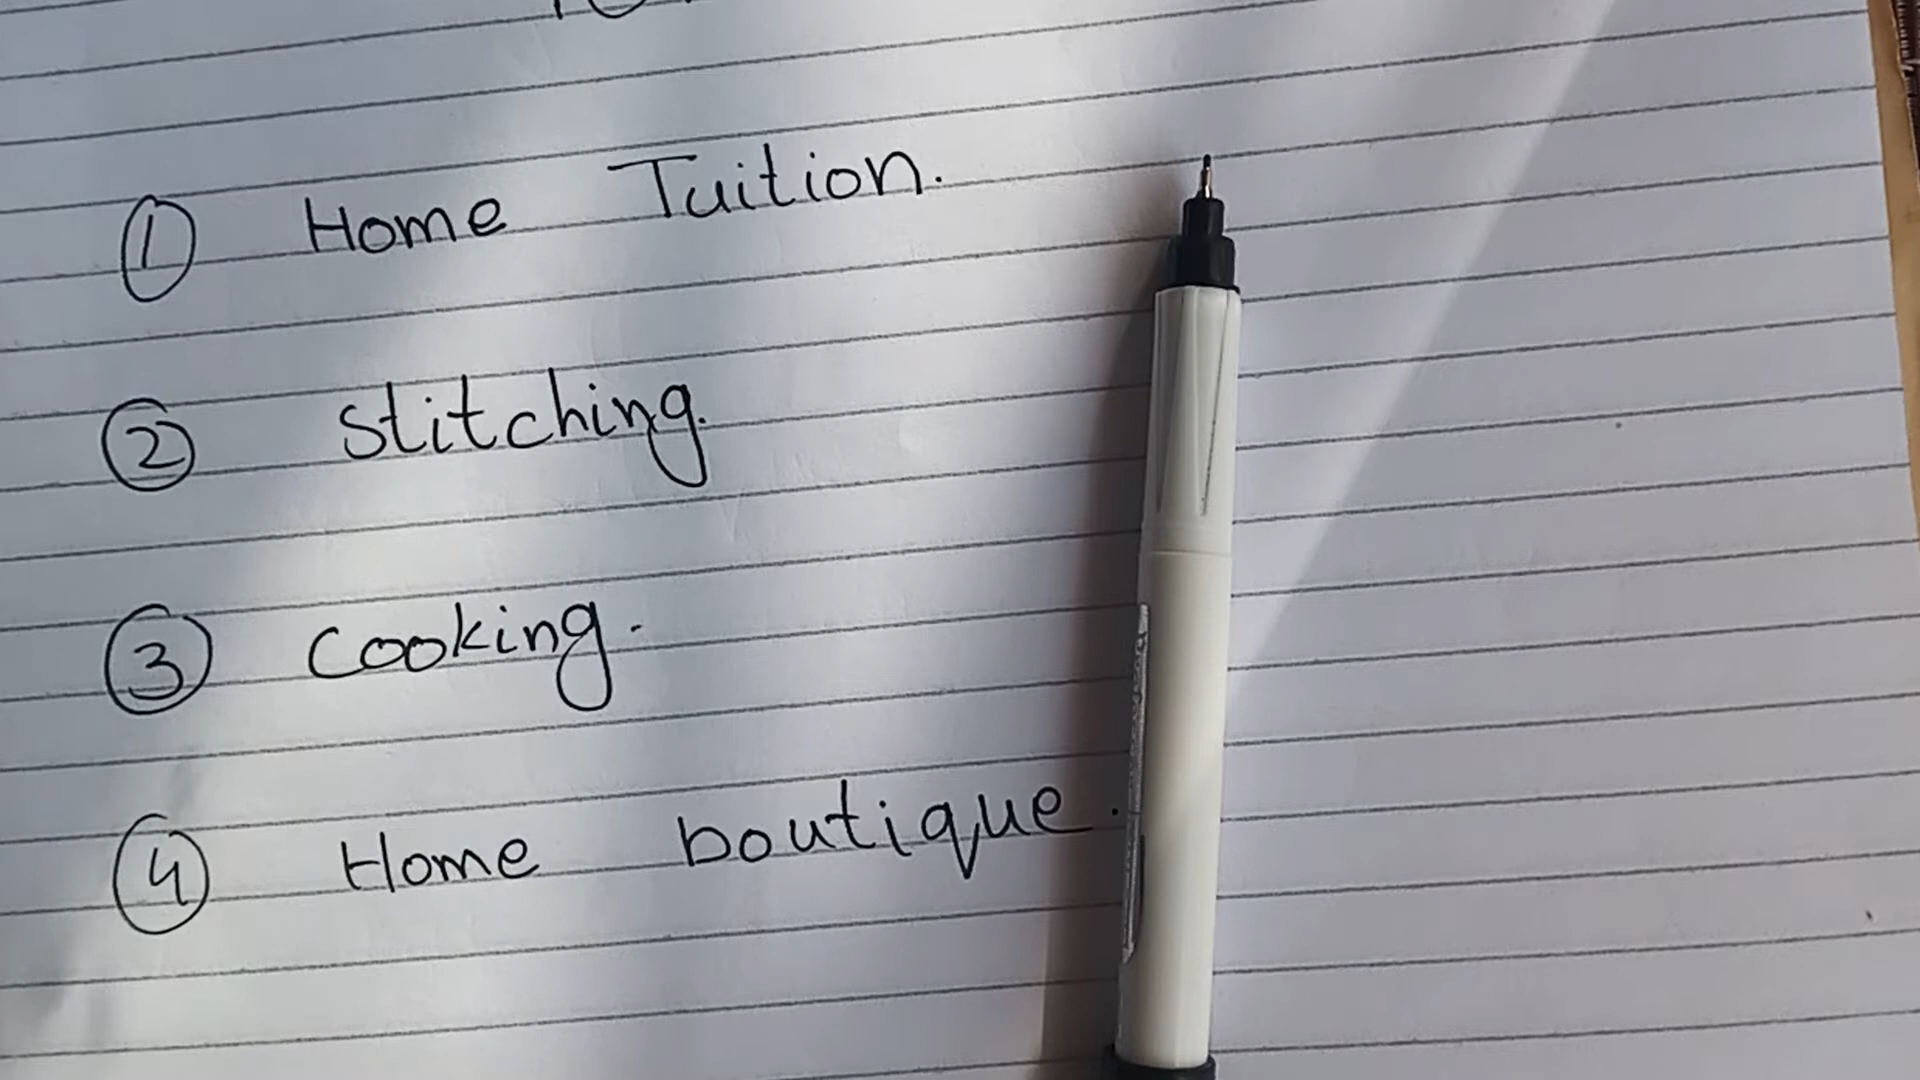 ① Home Tuition.
② Stitching.
③ Cooking.
④ Home boutique.